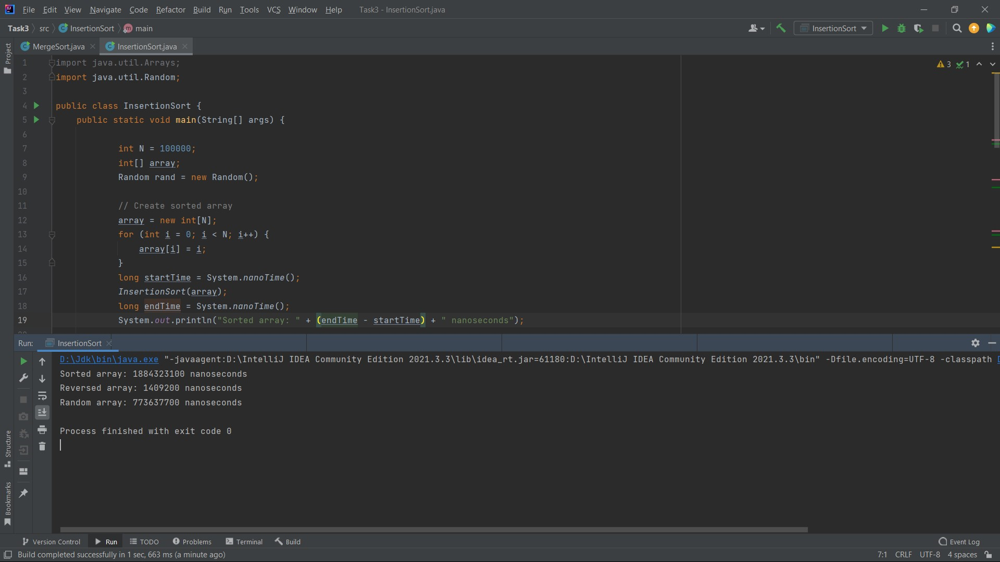 File Edit View Navigate Code Refactor Build Run Tools VCS Window Help Task3 - InsertionSort.java
Task3 src InsertionSort main InsertionSort
Project
MergeSort.java InsertionSort.java
1 import java.util.Arrays;
3 1
2 import java.util.Random;
3
4 public class InsertionSort {
5 public static void main(String[] args) {
6
7 int N = 100000;
8 int[] array;
9 Random rand = new Random();
10
11 // Create sorted array
12 array = new int[N];
13 for (int i = 0; i < N; i++) {
14 array[i] = i;
15 }
16 long startTime = System.nanoTime();
17 InsertionSort(array);
18 long endTime = System.nanoTime();
19 System.out.println("Sorted array: " + (endTime - startTime) + " nanoseconds");
Run: InsertionSort
D:\Jdk\bin\java.exe "-javaagent:D:\IntelliJ IDEA Community Edition 2021.3.3\lib\idea_rt.jar=61180:D:\IntelliJ IDEA Community Edition 2021.3.3\bin" -Dfile.encoding=UTF-8 -classpath
Sorted array: 1884323100 nanoseconds
Reversed array: 1409200 nanoseconds
Random array: 773637700 nanoseconds
Process finished with exit code 0
Structure
Bookmarks
Version Control Run TODO Problems Terminal Build Event Log
Build completed successfully in 1 sec, 663 ms (a minute ago) 7:1 CRLF UTF-8 4 spaces